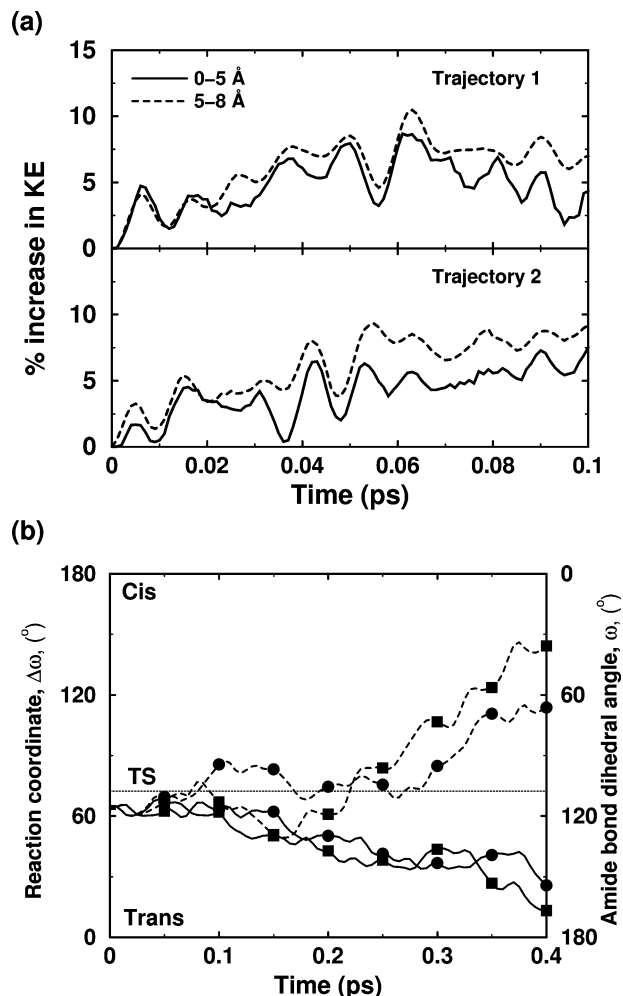 (a)
15
10
5
0
% increase in KE
0–5 Å
5–8 Å
Trajectory 1
Trajectory 2
10
5
0
0 0.02 0.04 0.06 0.08 0.1
Time (ps)
(b)
180
120
60
0
Reaction coordinate, Δω, (°)
Cis
TS
Trans
0
60
120
180
Amide bond dihedral angle, ω, (°)
0 0.1 0.2 0.3 0.4
Time (ps)